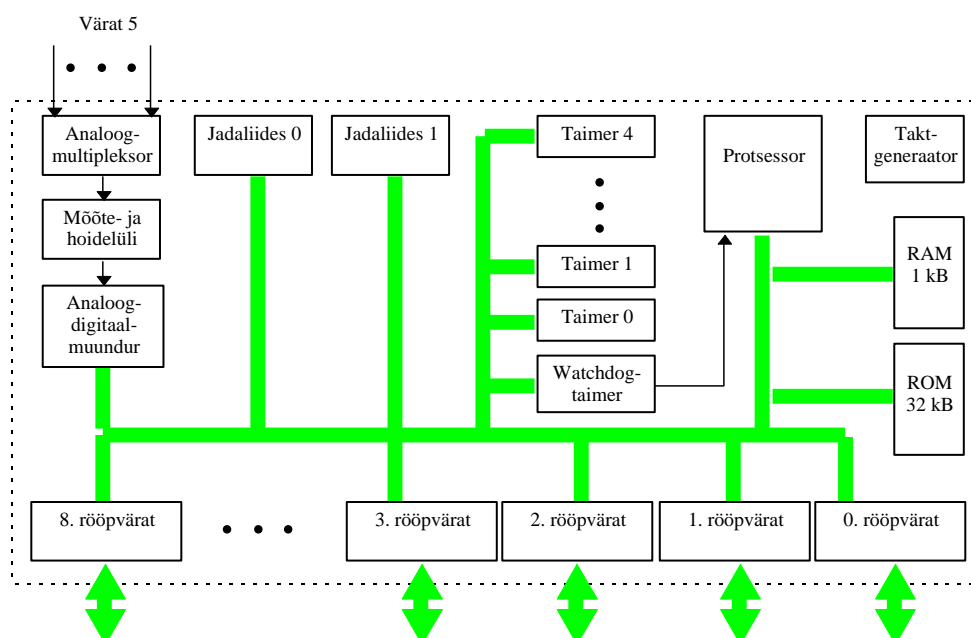 Värat 5
Analoog-
multipleksor
Mõõte- ja
hoidelüli
Analoog-
digitaal-
muundur
Jadaliides 0
Jadaliides 1
Taimer 4
Taimer 1
Taimer 0
Watchdog-
taimer
Protsessor
Takt-
generaator
RAM
1 kB
ROM
32 kB
8. rööpvärat
3. rööpvärat
2. rööpvärat
1. rööpvärat
0. rööpvärat